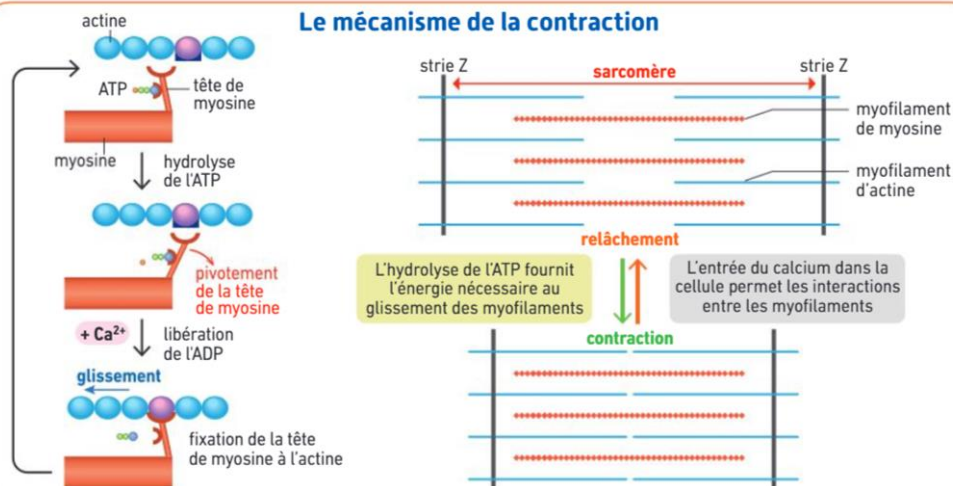 Le mécanisme de la contraction
actine
ATP
tête de
myosine
myosine
hydrolyse
de l'ATP
pivotement
de la tête
de myosine
+ Ca²⁺
libération
de l'ADP
glissement
fixation de la tête
de myosine à l'actine
strie Z
sarcomère
strie Z
myofilament
de myosine
myofilament
d'actine
relâchement
L'hydrolyse de l'ATP fournit
l'énergie nécessaire au
glissement des myofilaments
L'entrée du calcium dans la
cellule permet les interactions
entre les myofilaments
contraction